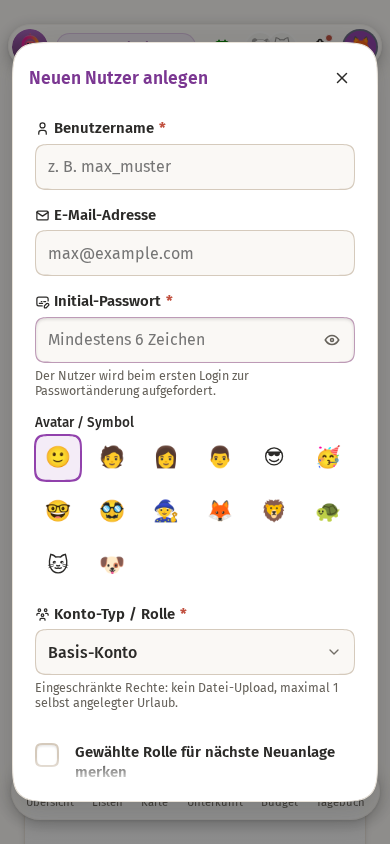 Neuen Nutzer anlegen
Benutzername *
z. B. max_muster
E-Mail-Adresse
max@example.com
Initial-Passwort *
Mindestens 6 Zeichen
Der Nutzer wird beim ersten Login zur
Passwortänderung aufgefordert.
Avatar / Symbol
Konto-Typ / Rolle *
Basis-Konto
Eingeschränkte Rechte: kein Datei-Upload, maximal 1
selbst angelegter Urlaub.
Gewählte Rolle für nächste Neuanlage
merken
Übersicht Listen Karte Unterkunft Budget Tagebuch